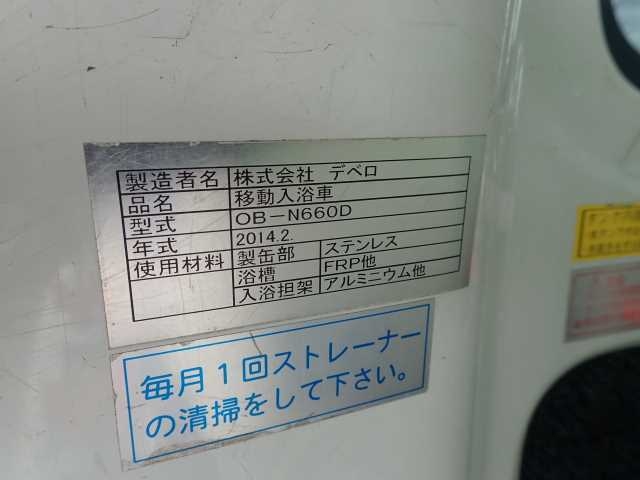 製造者名 株式会社 デベロ
品名 移動入浴車
型式 OB-N660D
年式 2014.2.
使用材料 製缶部 ステンレス
浴槽 FRP他
入浴担架 アルミニウム他
毎月1回ストレーナー
の清掃をして下さい。